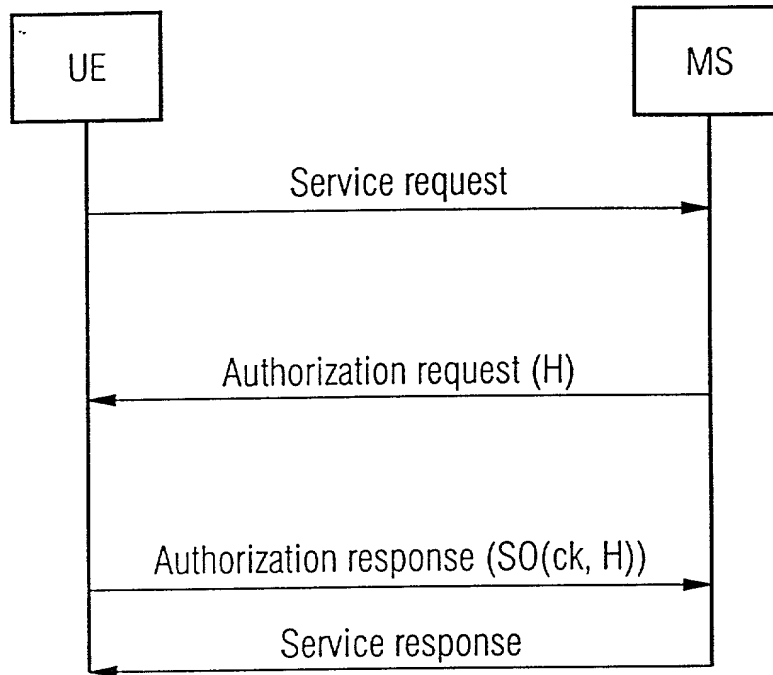 UE
MS
Service request
Authorization request (H)
Authorization response (SO(ck, H))
Service response